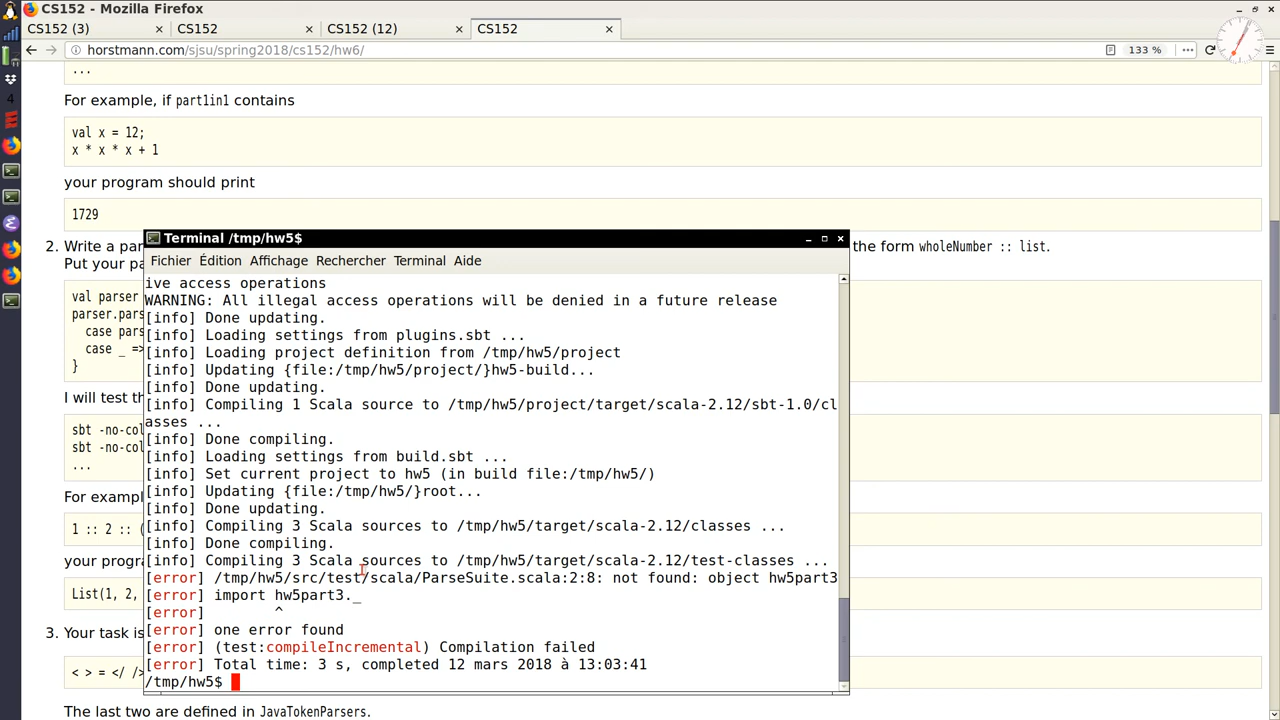 CS152 - Mozilla Firefox
CS152 (3)
CS152
CS152 (12)
CS152
horstmann.com/sjsu/spring2018/cs152/hw6/
133 %
...
For example, if part1in1 contains
val x = 12;
x * x * x + 1
your program should print
1729
2. Write a par
the form wholeNumber :: list.
Put your pa
val parser
parser.pars
case pars
case _ =>
}
I will test th
sbt -no-col
sbt -no-col
...
For exampl
1 :: 2 :: (
your progra
List(1, 2,
3. Your task is
< > = </ />
The last two are defined in JavaTokenParsers.
Terminal /tmp/hw5$
Fichier Édition Affichage Rechercher Terminal Aide
ive access operations
WARNING: All illegal access operations will be denied in a future release
[info] Done updating.
[info] Loading settings from plugins.sbt ...
[info] Loading project definition from /tmp/hw5/project
[info] Updating {file:/tmp/hw5/project/}hw5-build...
[info] Done updating.
[info] Compiling 1 Scala source to /tmp/hw5/project/target/scala-2.12/sbt-1.0/cl
asses ...
[info] Done compiling.
[info] Loading settings from build.sbt ...
[info] Set current project to hw5 (in build file:/tmp/hw5/)
[info] Updating {file:/tmp/hw5/}root...
[info] Done updating.
[info] Compiling 3 Scala sources to /tmp/hw5/target/scala-2.12/classes ...
[info] Done compiling.
[info] Compiling 3 Scala sources to /tmp/hw5/target/scala-2.12/test-classes ...
[error] /tmp/hw5/src/test/scala/ParseSuite.scala:2:8: not found: object hw5part3
[error] import hw5part3._
[error] ^
[error] one error found
[error] (test:compileIncremental) Compilation failed
[error] Total time: 3 s, completed 12 mars 2018 à 13:03:41
/tmp/hw5$
4